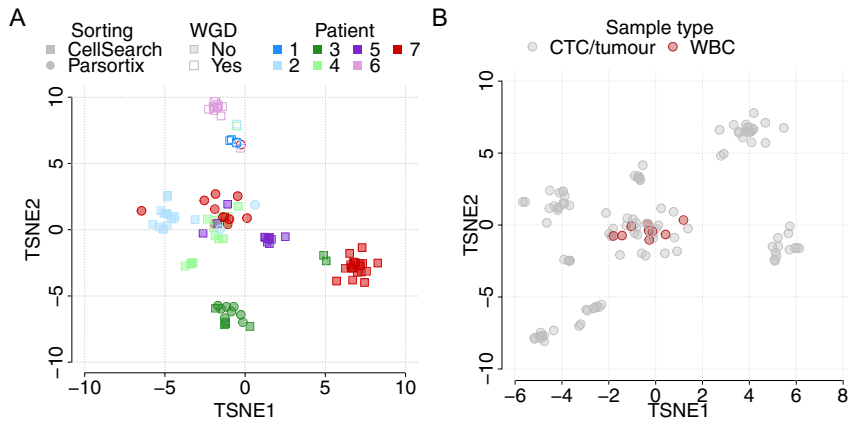 A
Sorting
CellSearch
Parsortix
WGD
No
Yes
Patient
1 3 5 7
2 4 6
10
5
0
−5
−10
TSNE2
−10 −5 0 5 10
TSNE1
B
Sample type
CTC/tumour WBC
10
5
0
−5
−10
TSNE2
−6 −4 −2 0 2 4 6 8
TSNE1